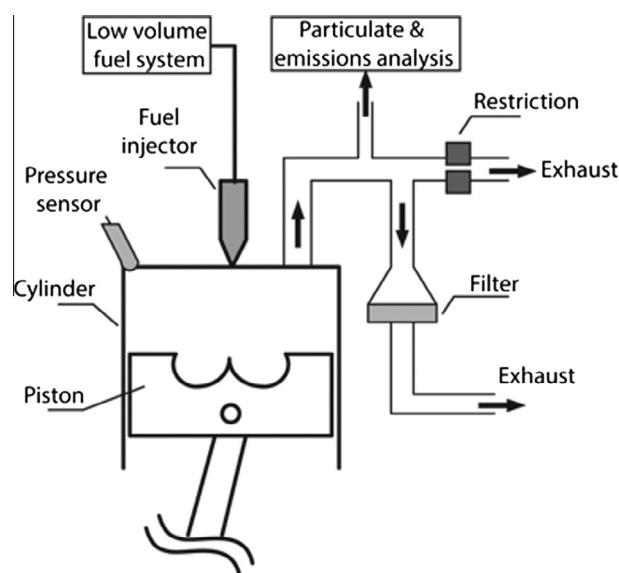 Low volume
fuel system
Particulate &
emissions analysis
Restriction
Fuel
injector
Exhaust
Pressure
sensor
Cylinder
Filter
Piston
Exhaust